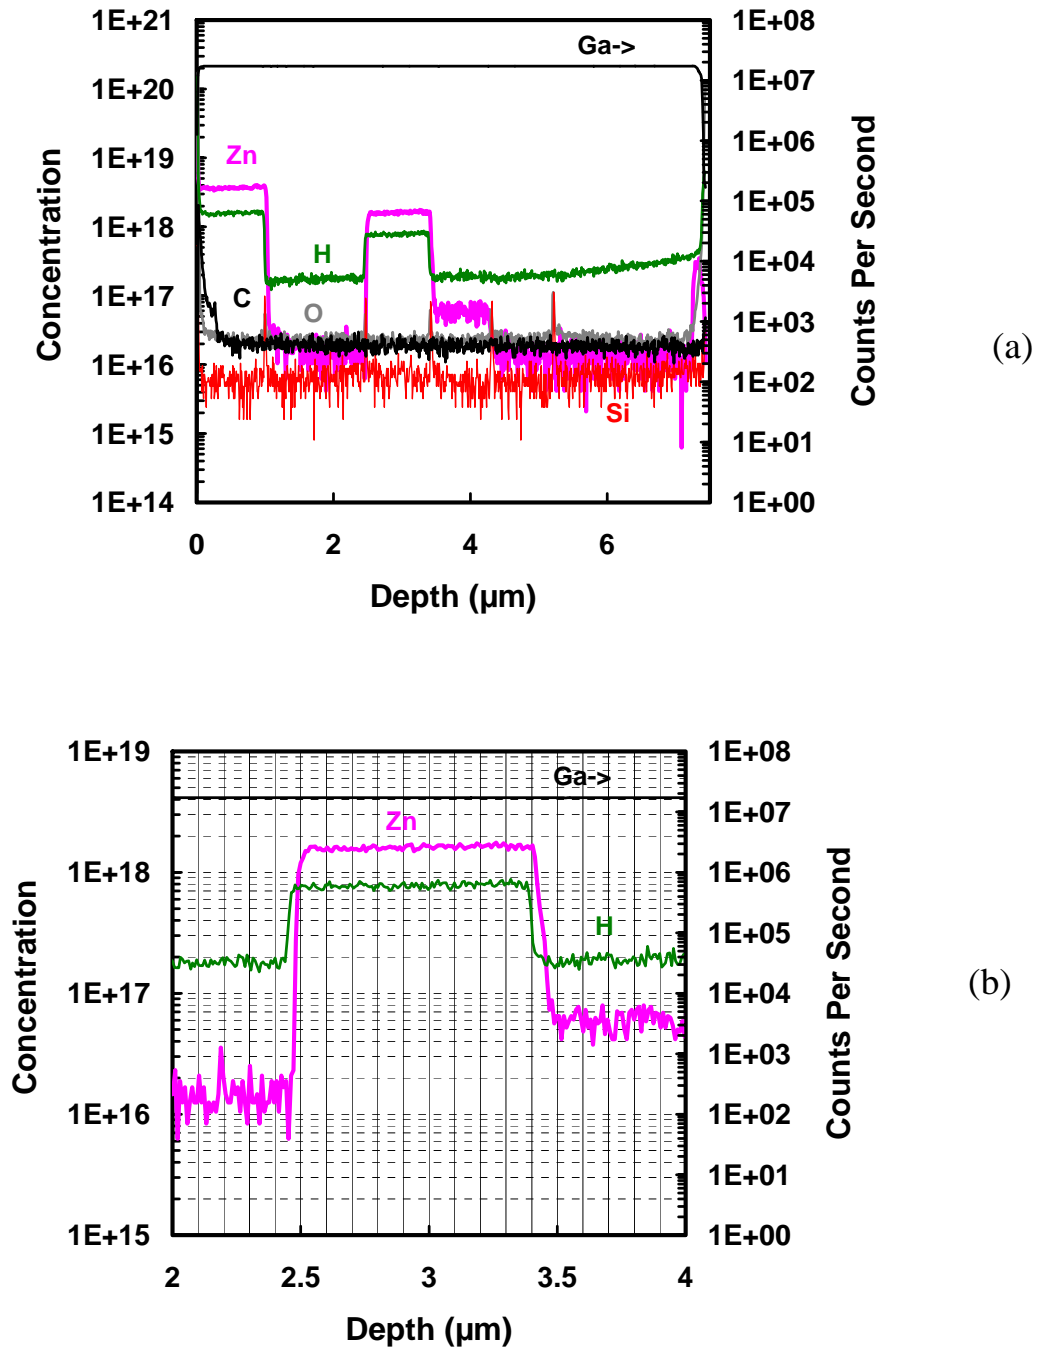 1E+21
1E+20
1E+19
1E+18
1E+17
1E+16
1E+15
1E+14
Concentration
Ga->
Zn
H
C
O
Si
1E+08
1E+07
1E+06
1E+05
1E+04
1E+03
1E+02
1E+01
1E+00
Counts Per Second
(a)
0 2 4 6
Depth (µm)
1E+19
1E+18
1E+17
1E+16
1E+15
Concentration
Ga->
Zn
H
1E+08
1E+07
1E+06
1E+05
1E+04
1E+03
1E+02
1E+01
1E+00
Counts Per Second
(b)
2 2.5 3 3.5 4
Depth (µm)